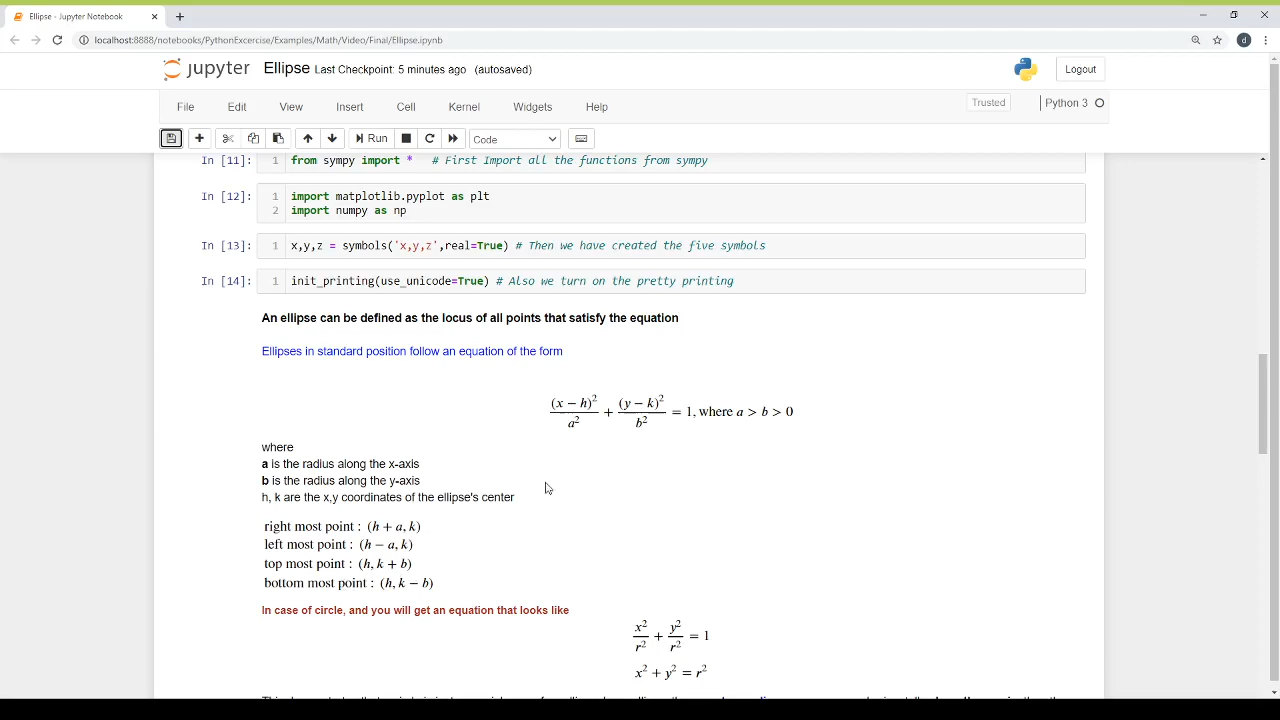 Ellipse - Jupyter Notebook
localhost:8888/notebooks/PythonExcercise/Examples/Math/Video/Final/Ellipse.ipynb
d
jupyter Ellipse Last Checkpoint: 5 minutes ago (autosaved)
Logout
File Edit View Insert Cell Kernel Widgets Help
Trusted
Python 3
Run
Code
In [11]: 1 from sympy import * # First Import all the functions from sympy
In [12]: 1 import matplotlib.pyplot as plt
2 import numpy as np
In [13]: 1 x,y,z = symbols('x,y,z',real=True) # Then we have created the five symbols
In [14]: 1 init_printing(use_unicode=True) # Also we turn on the pretty printing
An ellipse can be defined as the locus of all points that satisfy the equation
Ellipses in standard position follow an equation of the form
(x − h)²/a² + (y − k)²/b² = 1, where a > b > 0
where
a is the radius along the x-axis
b is the radius along the y-axis
h, k are the x,y coordinates of the ellipse's center
right most point : (h + a, k)
left most point : (h − a, k)
top most point : (h, k + b)
bottom most point : (h, k − b)
In case of circle, and you will get an equation that looks like
x²/r² + y²/r² = 1
x² + y² = r²